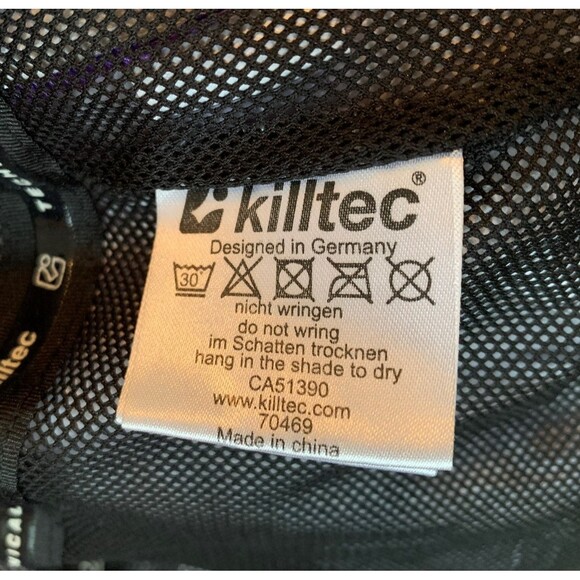 killtec®
Designed in Germany
30°
nicht wringen
do not wring
im Schatten trocknen
hang in the shade to dry
CA51390
www.killtec.com
70469
Made in china
killtec